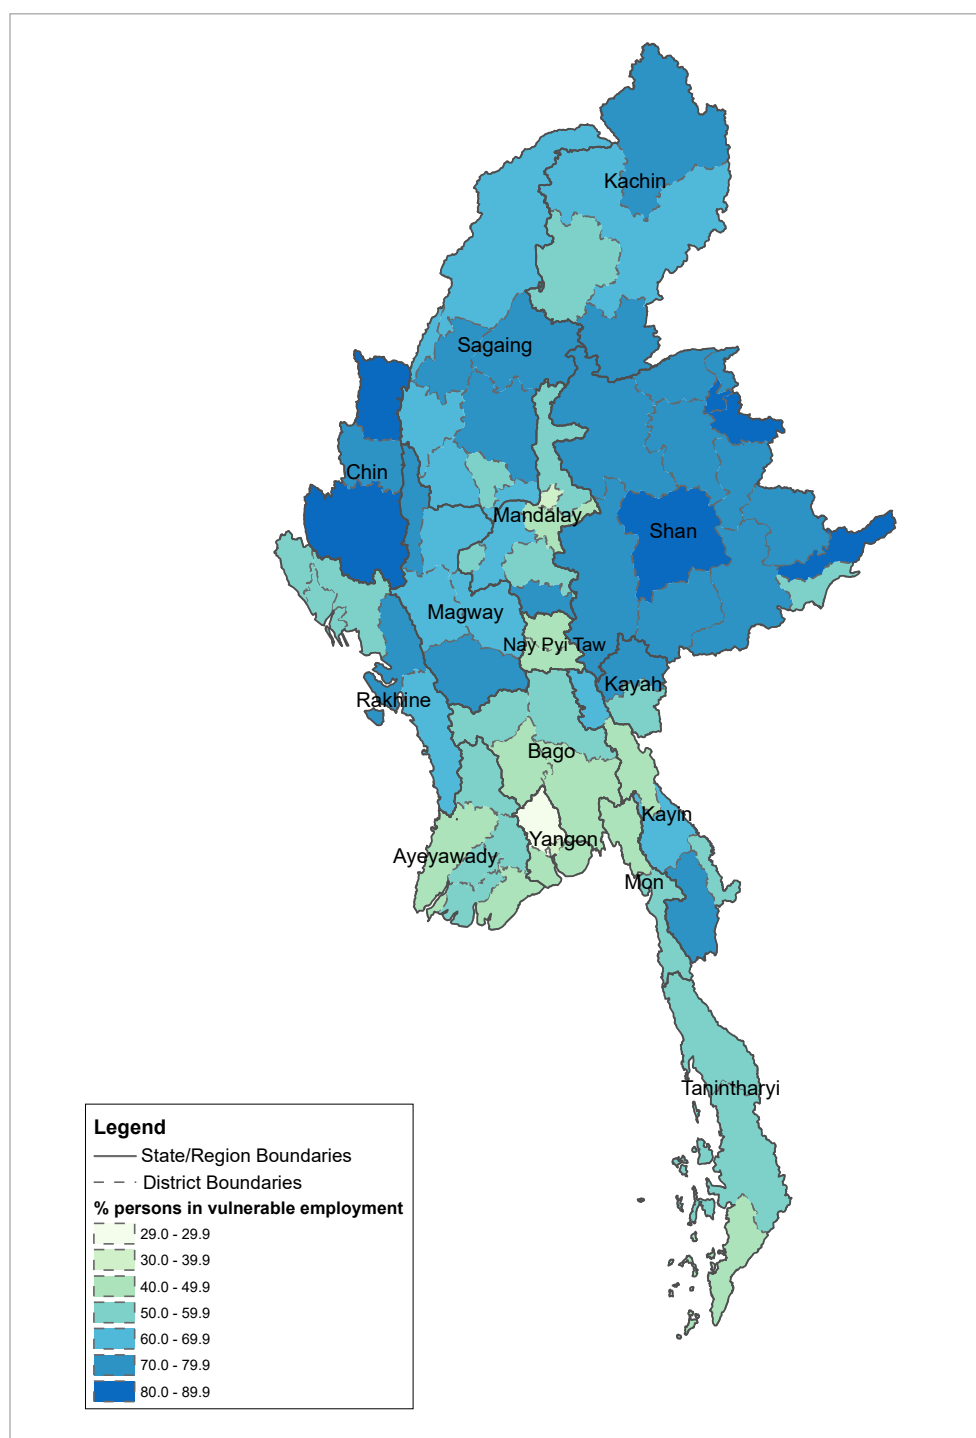 Kachin
Sagaing
Chin
Mandalay
Shan
Magway
Nay Pyi Taw
Kayah
Rakhine
Bago
Kayin
Yangon
Ayeyawady
Mon
Tanintharyi
Legend
State/Region Boundaries
District Boundaries
% persons in vulnerable employment
29.0 - 29.9
30.0 - 39.9
40.0 - 49.9
50.0 - 59.9
60.0 - 69.9
70.0 - 79.9
80.0 - 89.9